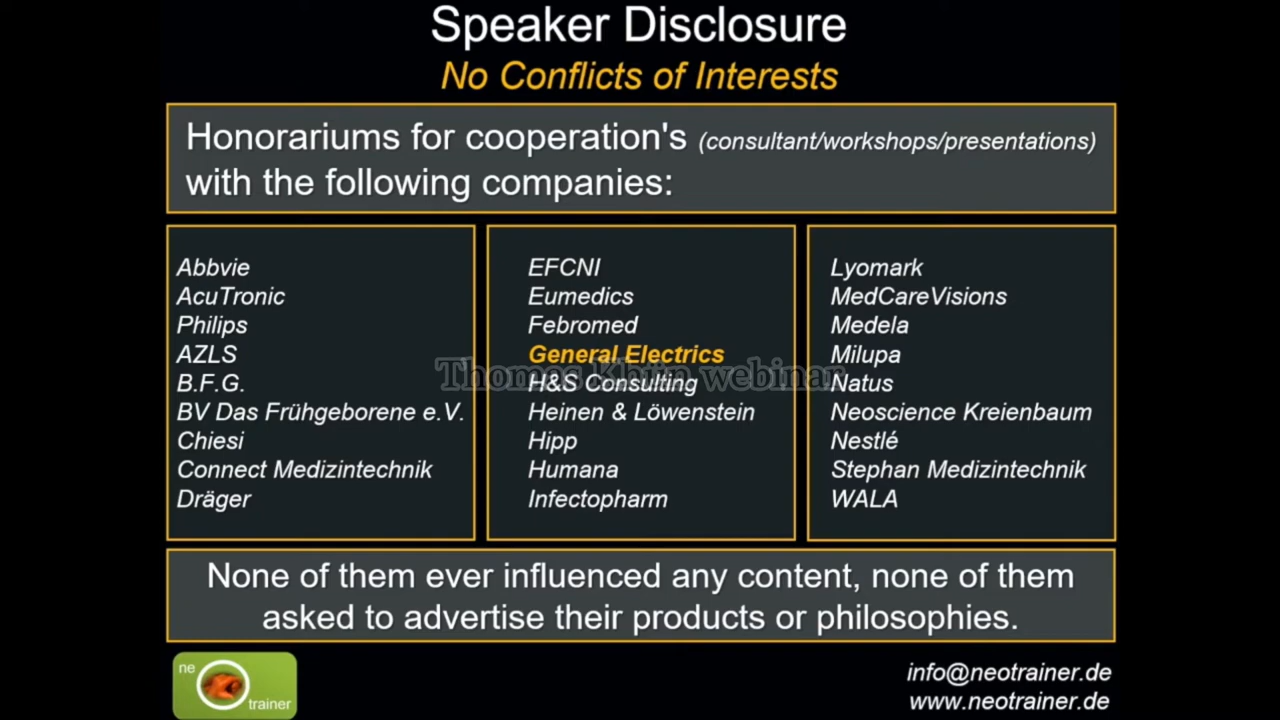 Speaker Disclosure
No Conflicts of Interests
Honorariums for cooperation's (consultant/workshops/presentations)
with the following companies:
Abbvie
AcuTronic
Philips
AZLS
B.F.G.
BV Das Frühgeborene e.V.
Chiesi
Connect Medizintechnik
Dräger
EFCNI
Eumedics
Febromed
General Electrics
H&S Consulting
Heinen & Löwenstein
Hipp
Humana
Infectopharm
Lyomark
MedCareVisions
Medela
Milupa
Natus
Neoscience Kreienbaum
Nestlé
Stephan Medizintechnik
WALA
Thomas webinar
None of them ever influenced any content, none of them
asked to advertise their products or philosophies.
ne
trainer
info@neotrainer.de
www.neotrainer.de